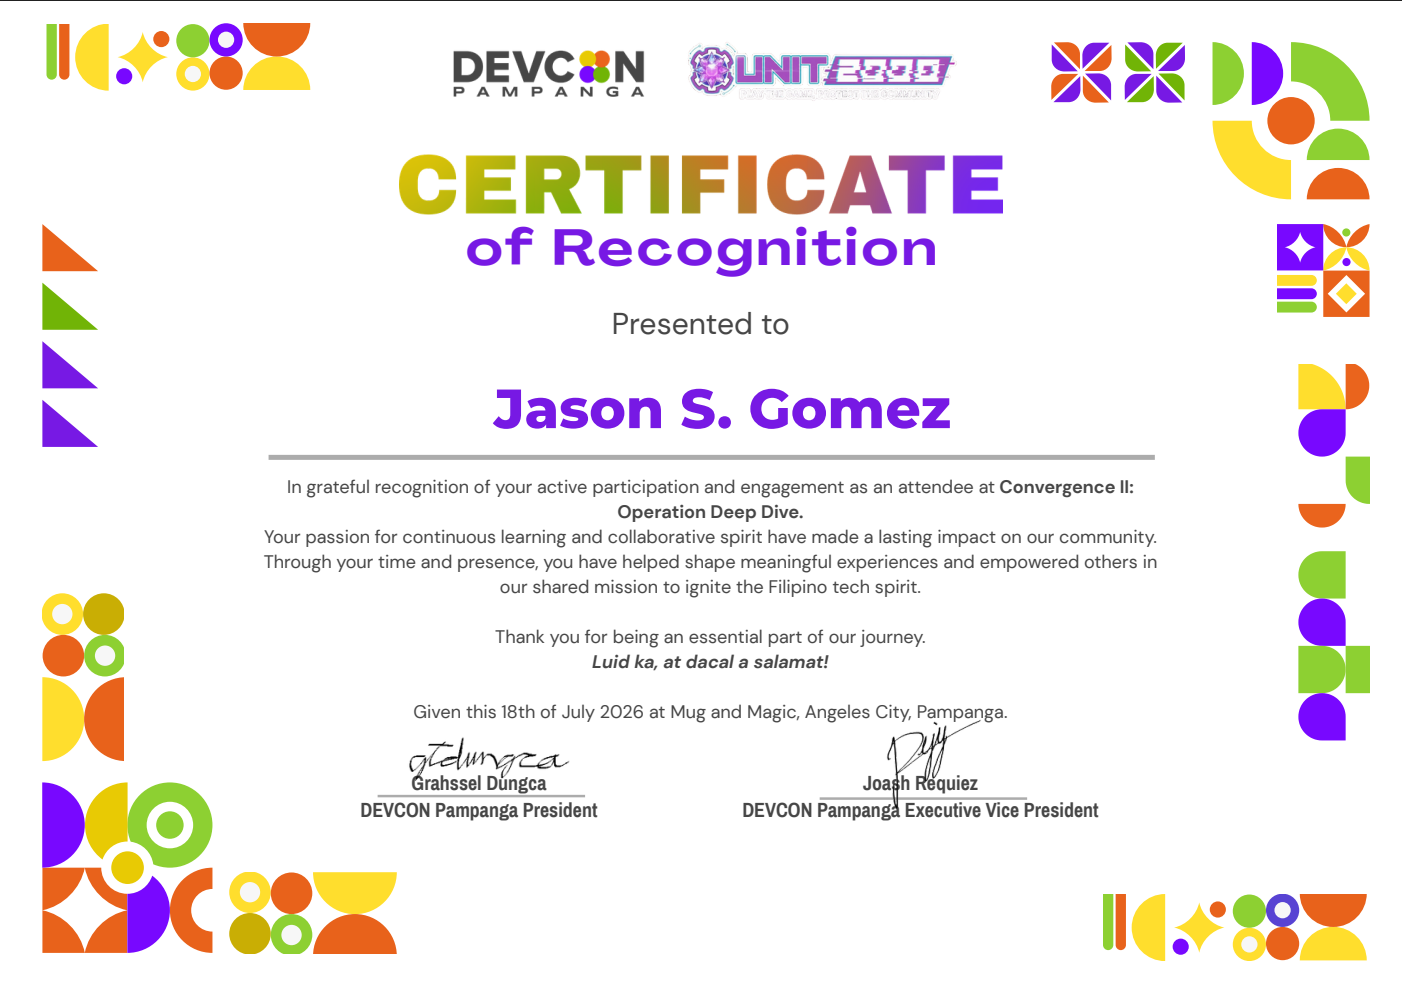 DEVCON
PAMPANGA
UNIT 2000
CERTIFICATE
of Recognition
Presented to
Jason S. Gomez
In grateful recognition of your active participation and engagement as an attendee at Convergence II:
Operation Deep Dive.
Your passion for continuous learning and collaborative spirit have made a lasting impact on our community.
Through your time and presence, you have helped shape meaningful experiences and empowered others in
our shared mission to ignite the Filipino tech spirit.
Thank you for being an essential part of our journey.
Luid ka, at dacal a salamat!
Given this 18th of July 2026 at Mug and Magic, Angeles City, Pampanga.
gtdungca
Grahssel Dungca
DEVCON Pampanga President
Joash Requiez
DEVCON Pampanga Executive Vice President